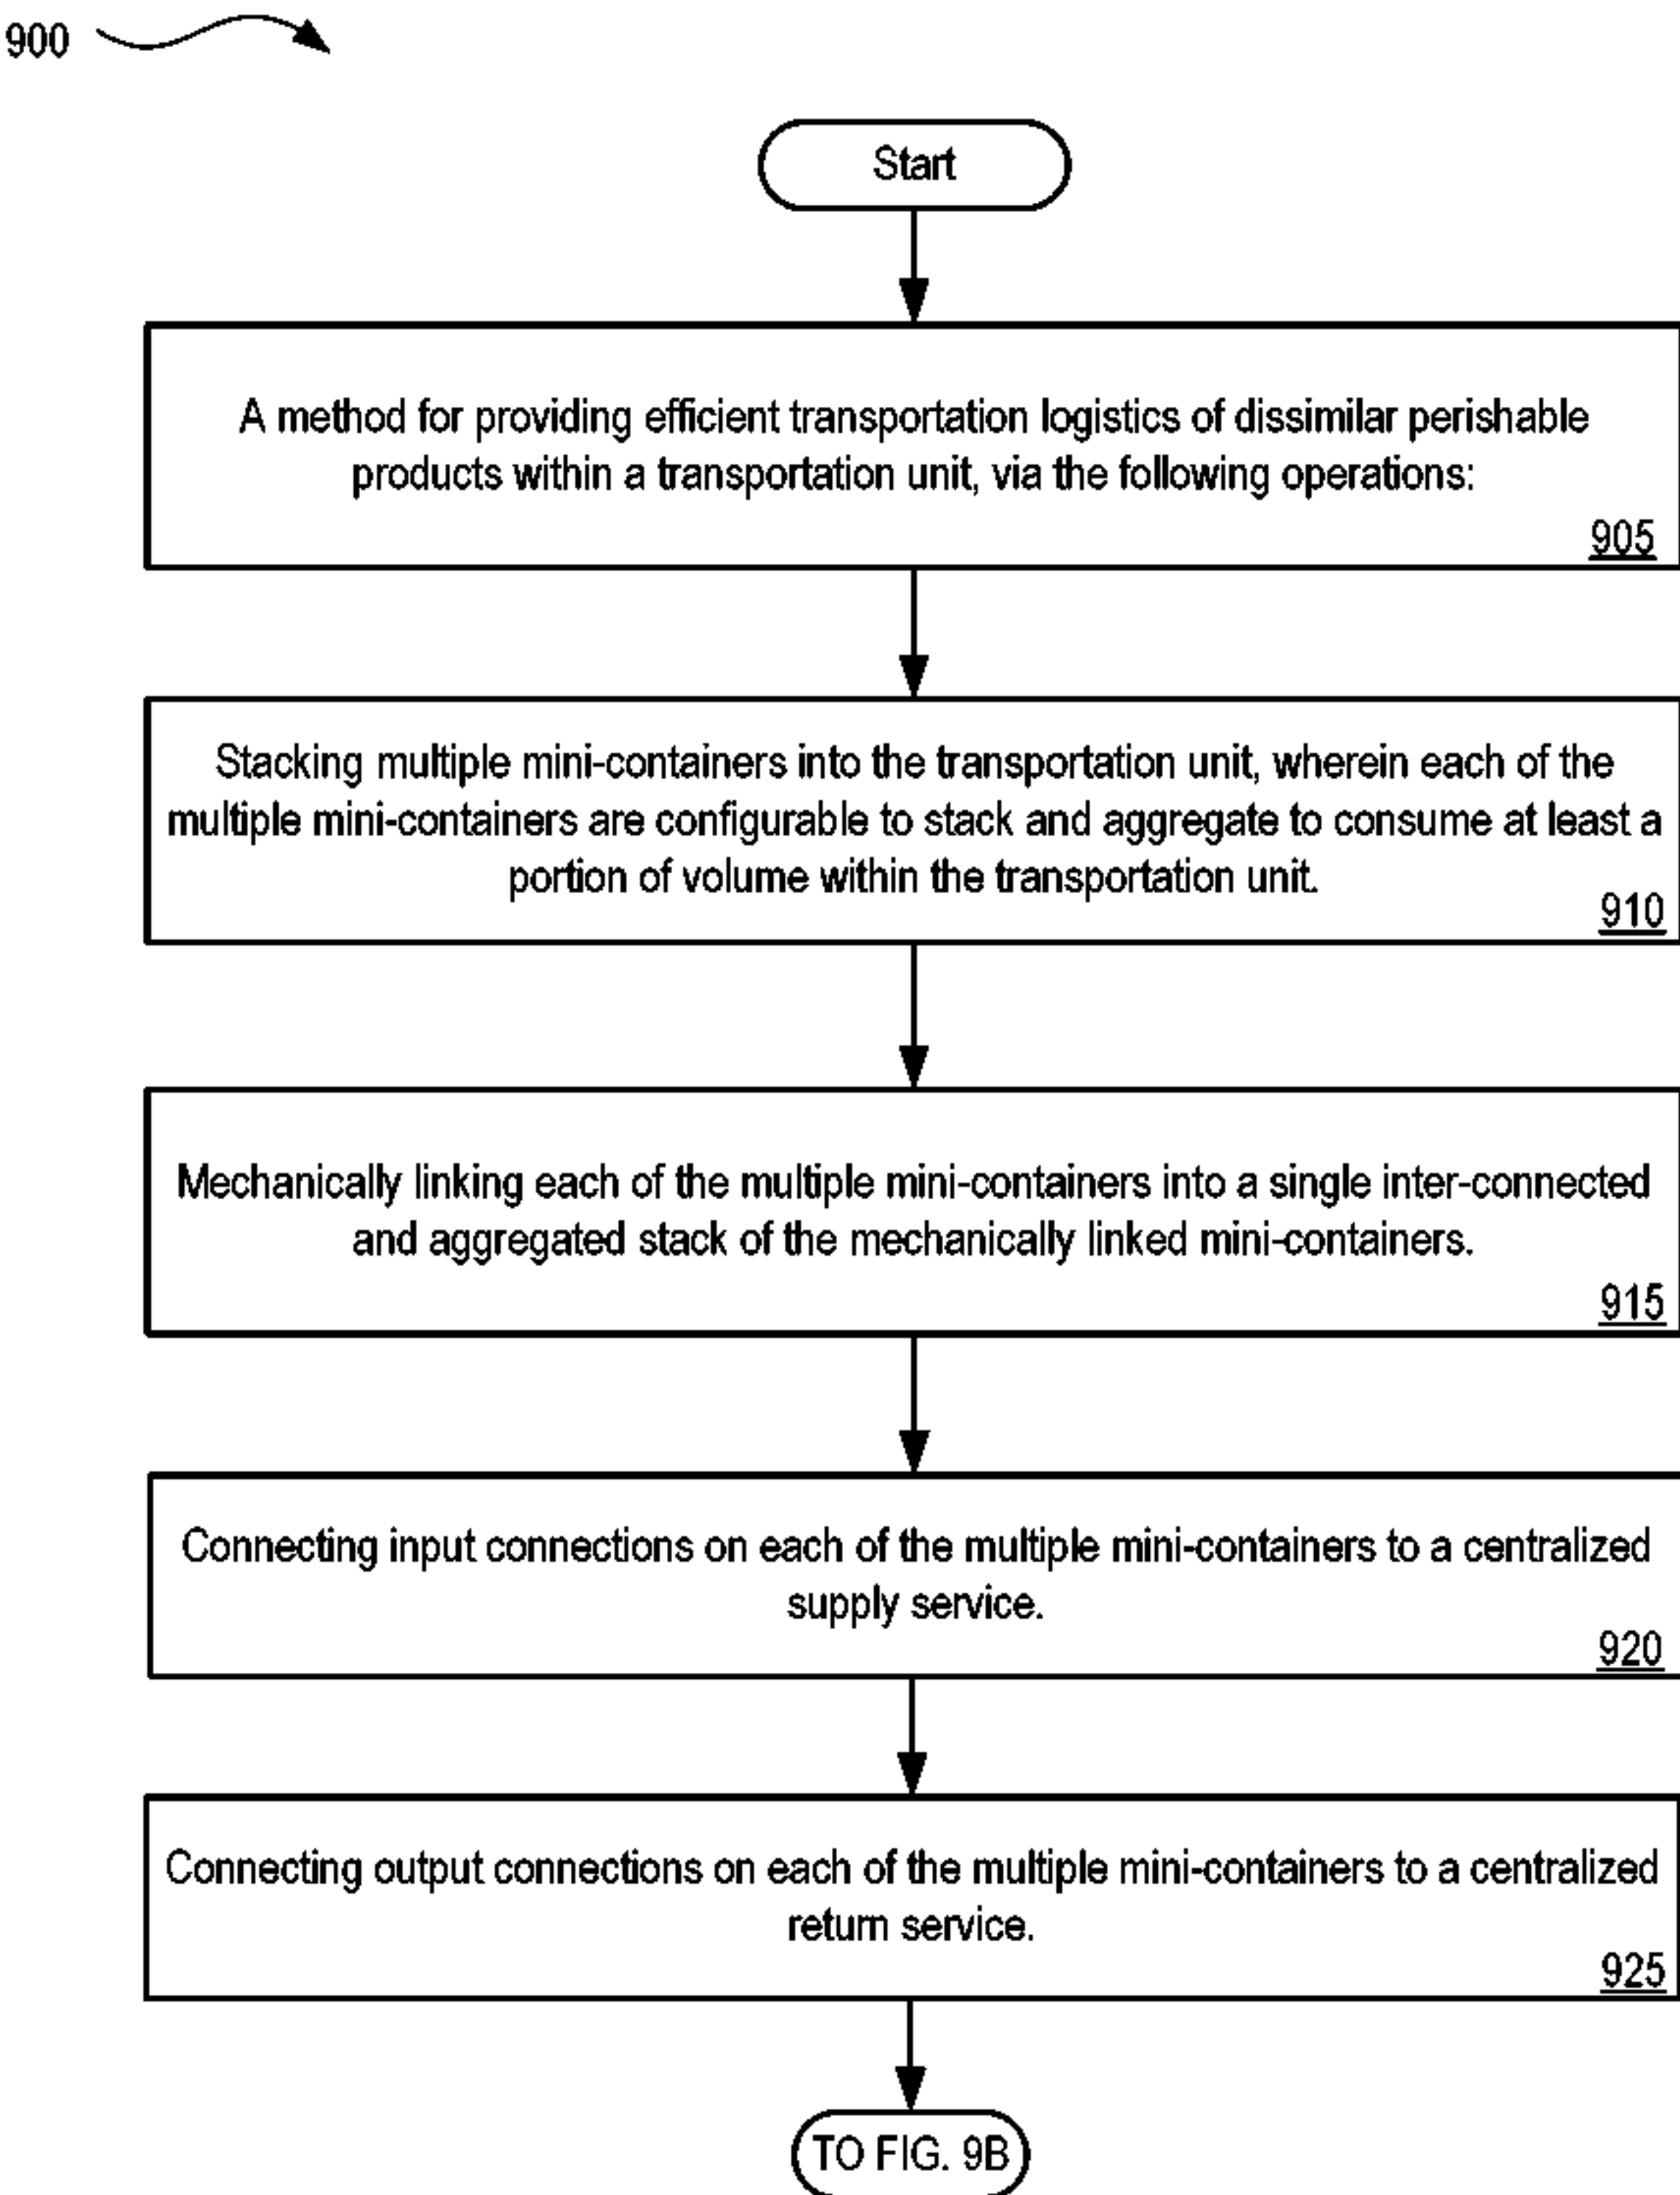 900
Start
A method for providing efficient transportation logistics of dissimilar perishable
products within a transportation unit, via the following operations:
905
Stacking multiple mini-containers into the transportation unit, wherein each of the
multiple mini-containers are configurable to stack and aggregate to consume at least a
portion of volume within the transportation unit.
910
Mechanically linking each of the multiple mini-containers into a single inter-connected
and aggregated stack of the mechanically linked mini-containers.
915
Connecting input connections on each of the multiple mini-containers to a centralized
supply service.
920
Connecting output connections on each of the multiple mini-containers to a centralized
return service.
925
TO FIG. 9B